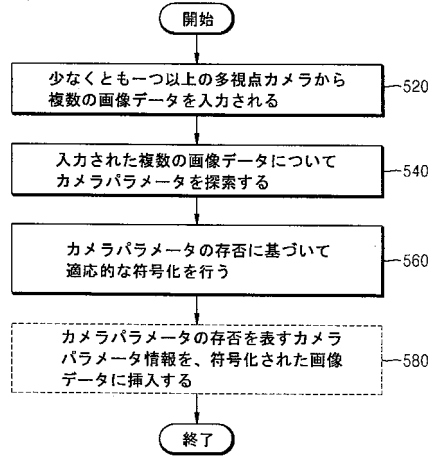 開始
少なくとも一つ以上の多視点カメラから
複数の画像データを入力される
520
入力された複数の画像データについて
カメラパラメータを探索する
540
カメラパラメータの存否に基づいて
適応的な符号化を行う
560
カメラパラメータの存否を表すカメラ
パラメータ情報を、符号化された画像
データに挿入する
580
終了